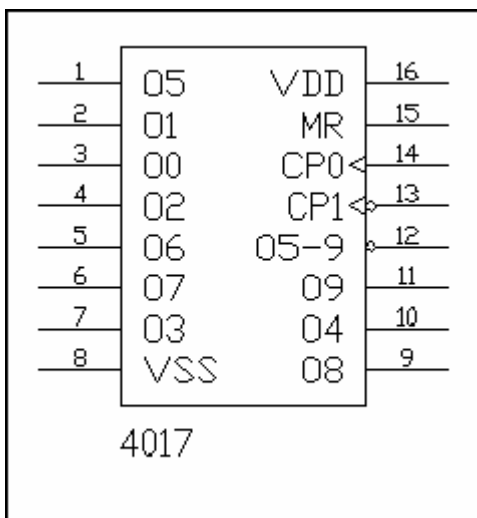 1 O5 VDD 16
2 O1 MR 15
3 O0 CP0 14
4 O2 CP1 13
5 O6 O5-9 12
6 O7 O9 11
7 O3 O4 10
8 VSS O8 9
4017